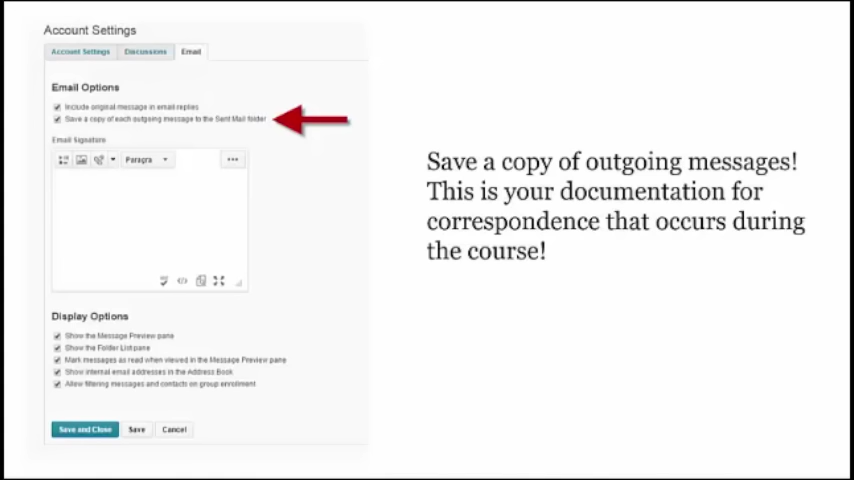 Account Settings
Account Settings Discussions Email
Email Options
Include original message in email replies
Save a copy of each outgoing message to the Sent Mail folder
Email Signature
Paragra
Save a copy of outgoing messages!
This is your documentation for
correspondence that occurs during
the course!
Display Options
Show the Message Preview pane
Show the Folder List pane
Mark messages as read when viewed in the Message Preview pane
Show internal email addresses in the Address Book
Allow filtering messages and contacts on group enrollment
Save and Close Save Cancel